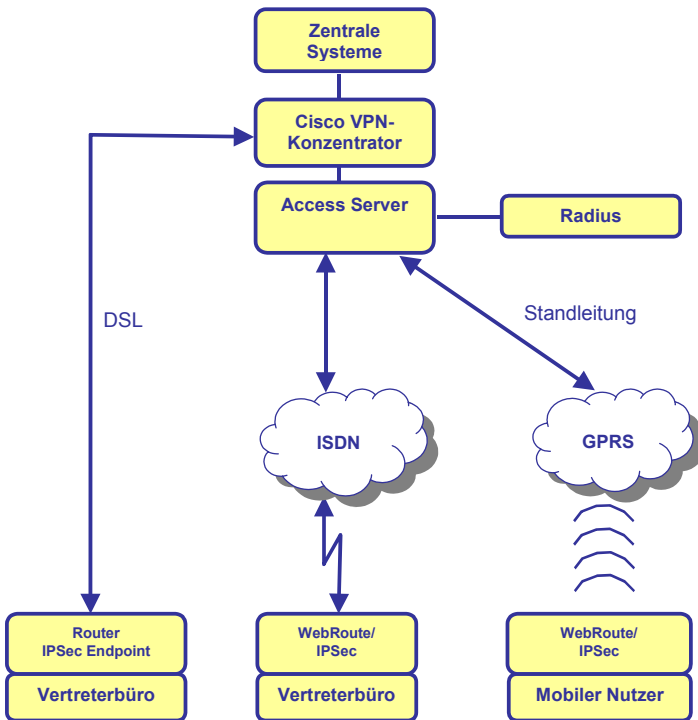 Zentrale
Systeme
Cisco VPN-
Konzentrator
Access Server
Radius
DSL
Standleitung
ISDN
GPRS
Router
IPSec Endpoint
Vertreterbüro
WebRoute/
IPSec
Vertreterbüro
WebRoute/
IPSec
Mobiler Nutzer